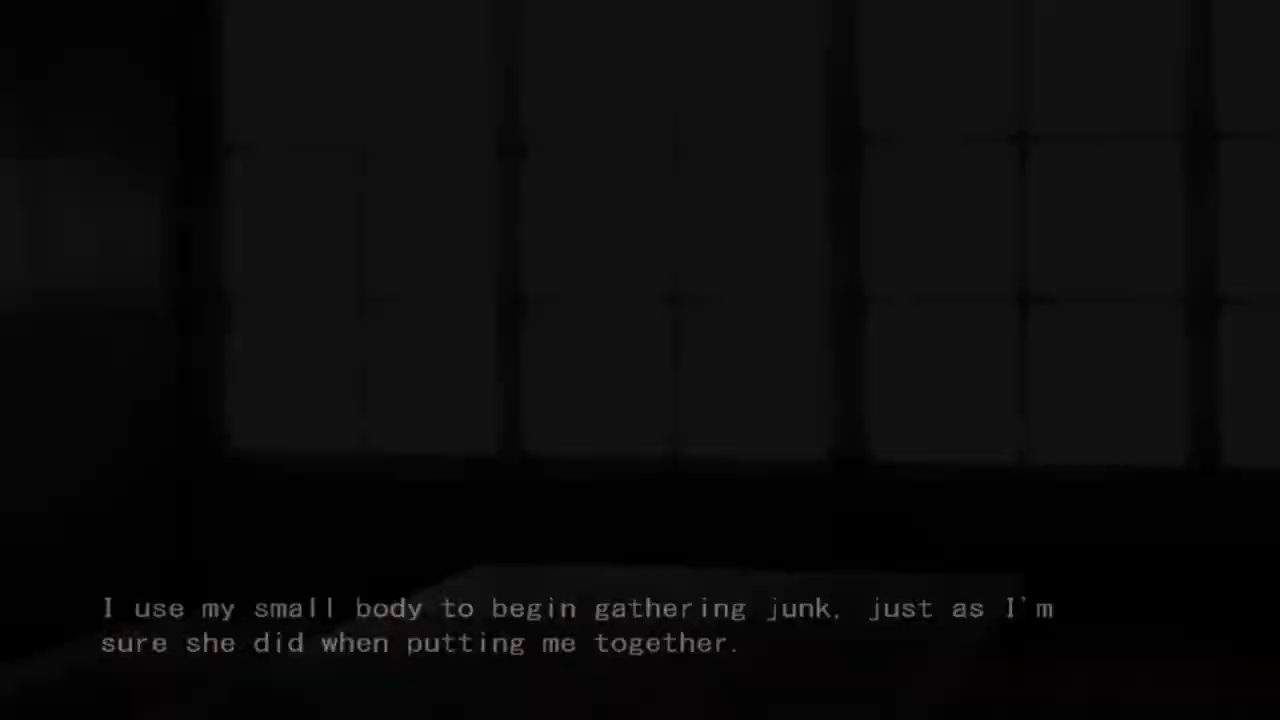 I use my small body to begin gathering junk, just as I'm
sure she did when putting me together.